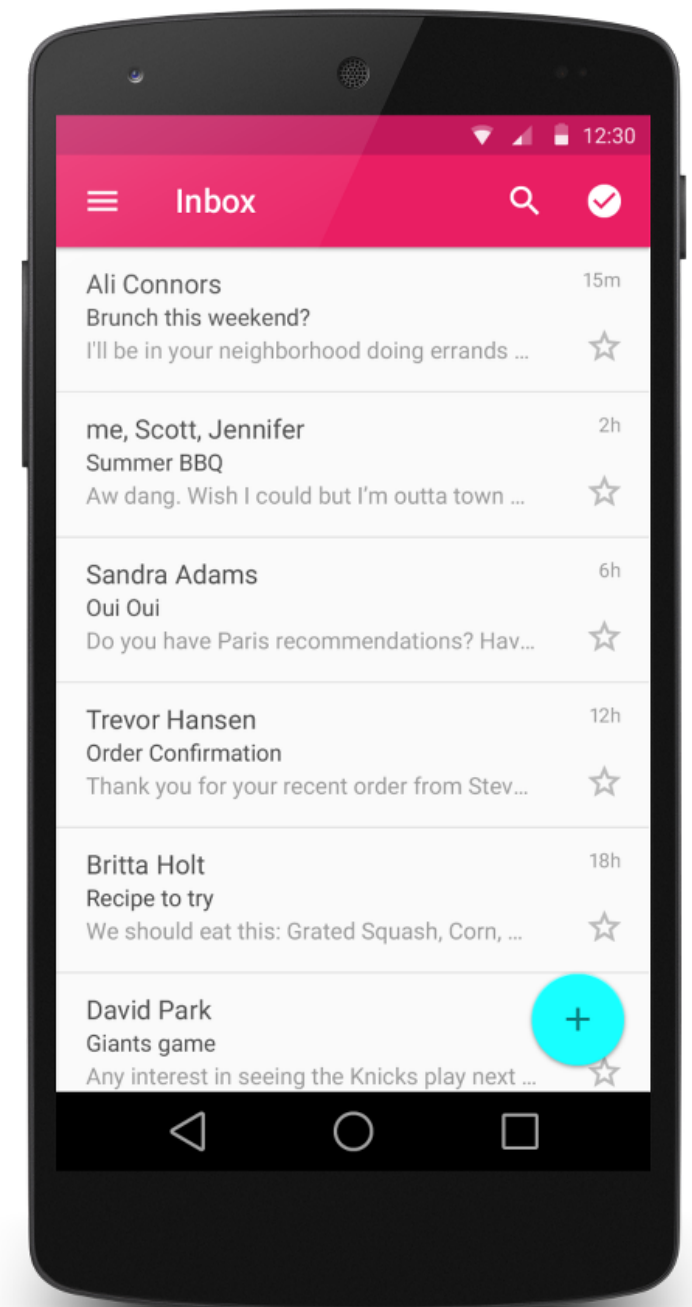 12:30
Inbox
Ali Connors 15m
Brunch this weekend?
I'll be in your neighborhood doing errands ...
me, Scott, Jennifer 2h
Summer BBQ
Aw dang. Wish I could but I’m outta town ...
Sandra Adams 6h
Oui Oui
Do you have Paris recommendations? Hav...
Trevor Hansen 12h
Order Confirmation
Thank you for your recent order from Stev...
Britta Holt 18h
Recipe to try
We should eat this: Grated Squash, Corn, ...
David Park
Giants game
Any interest in seeing the Knicks play next ...